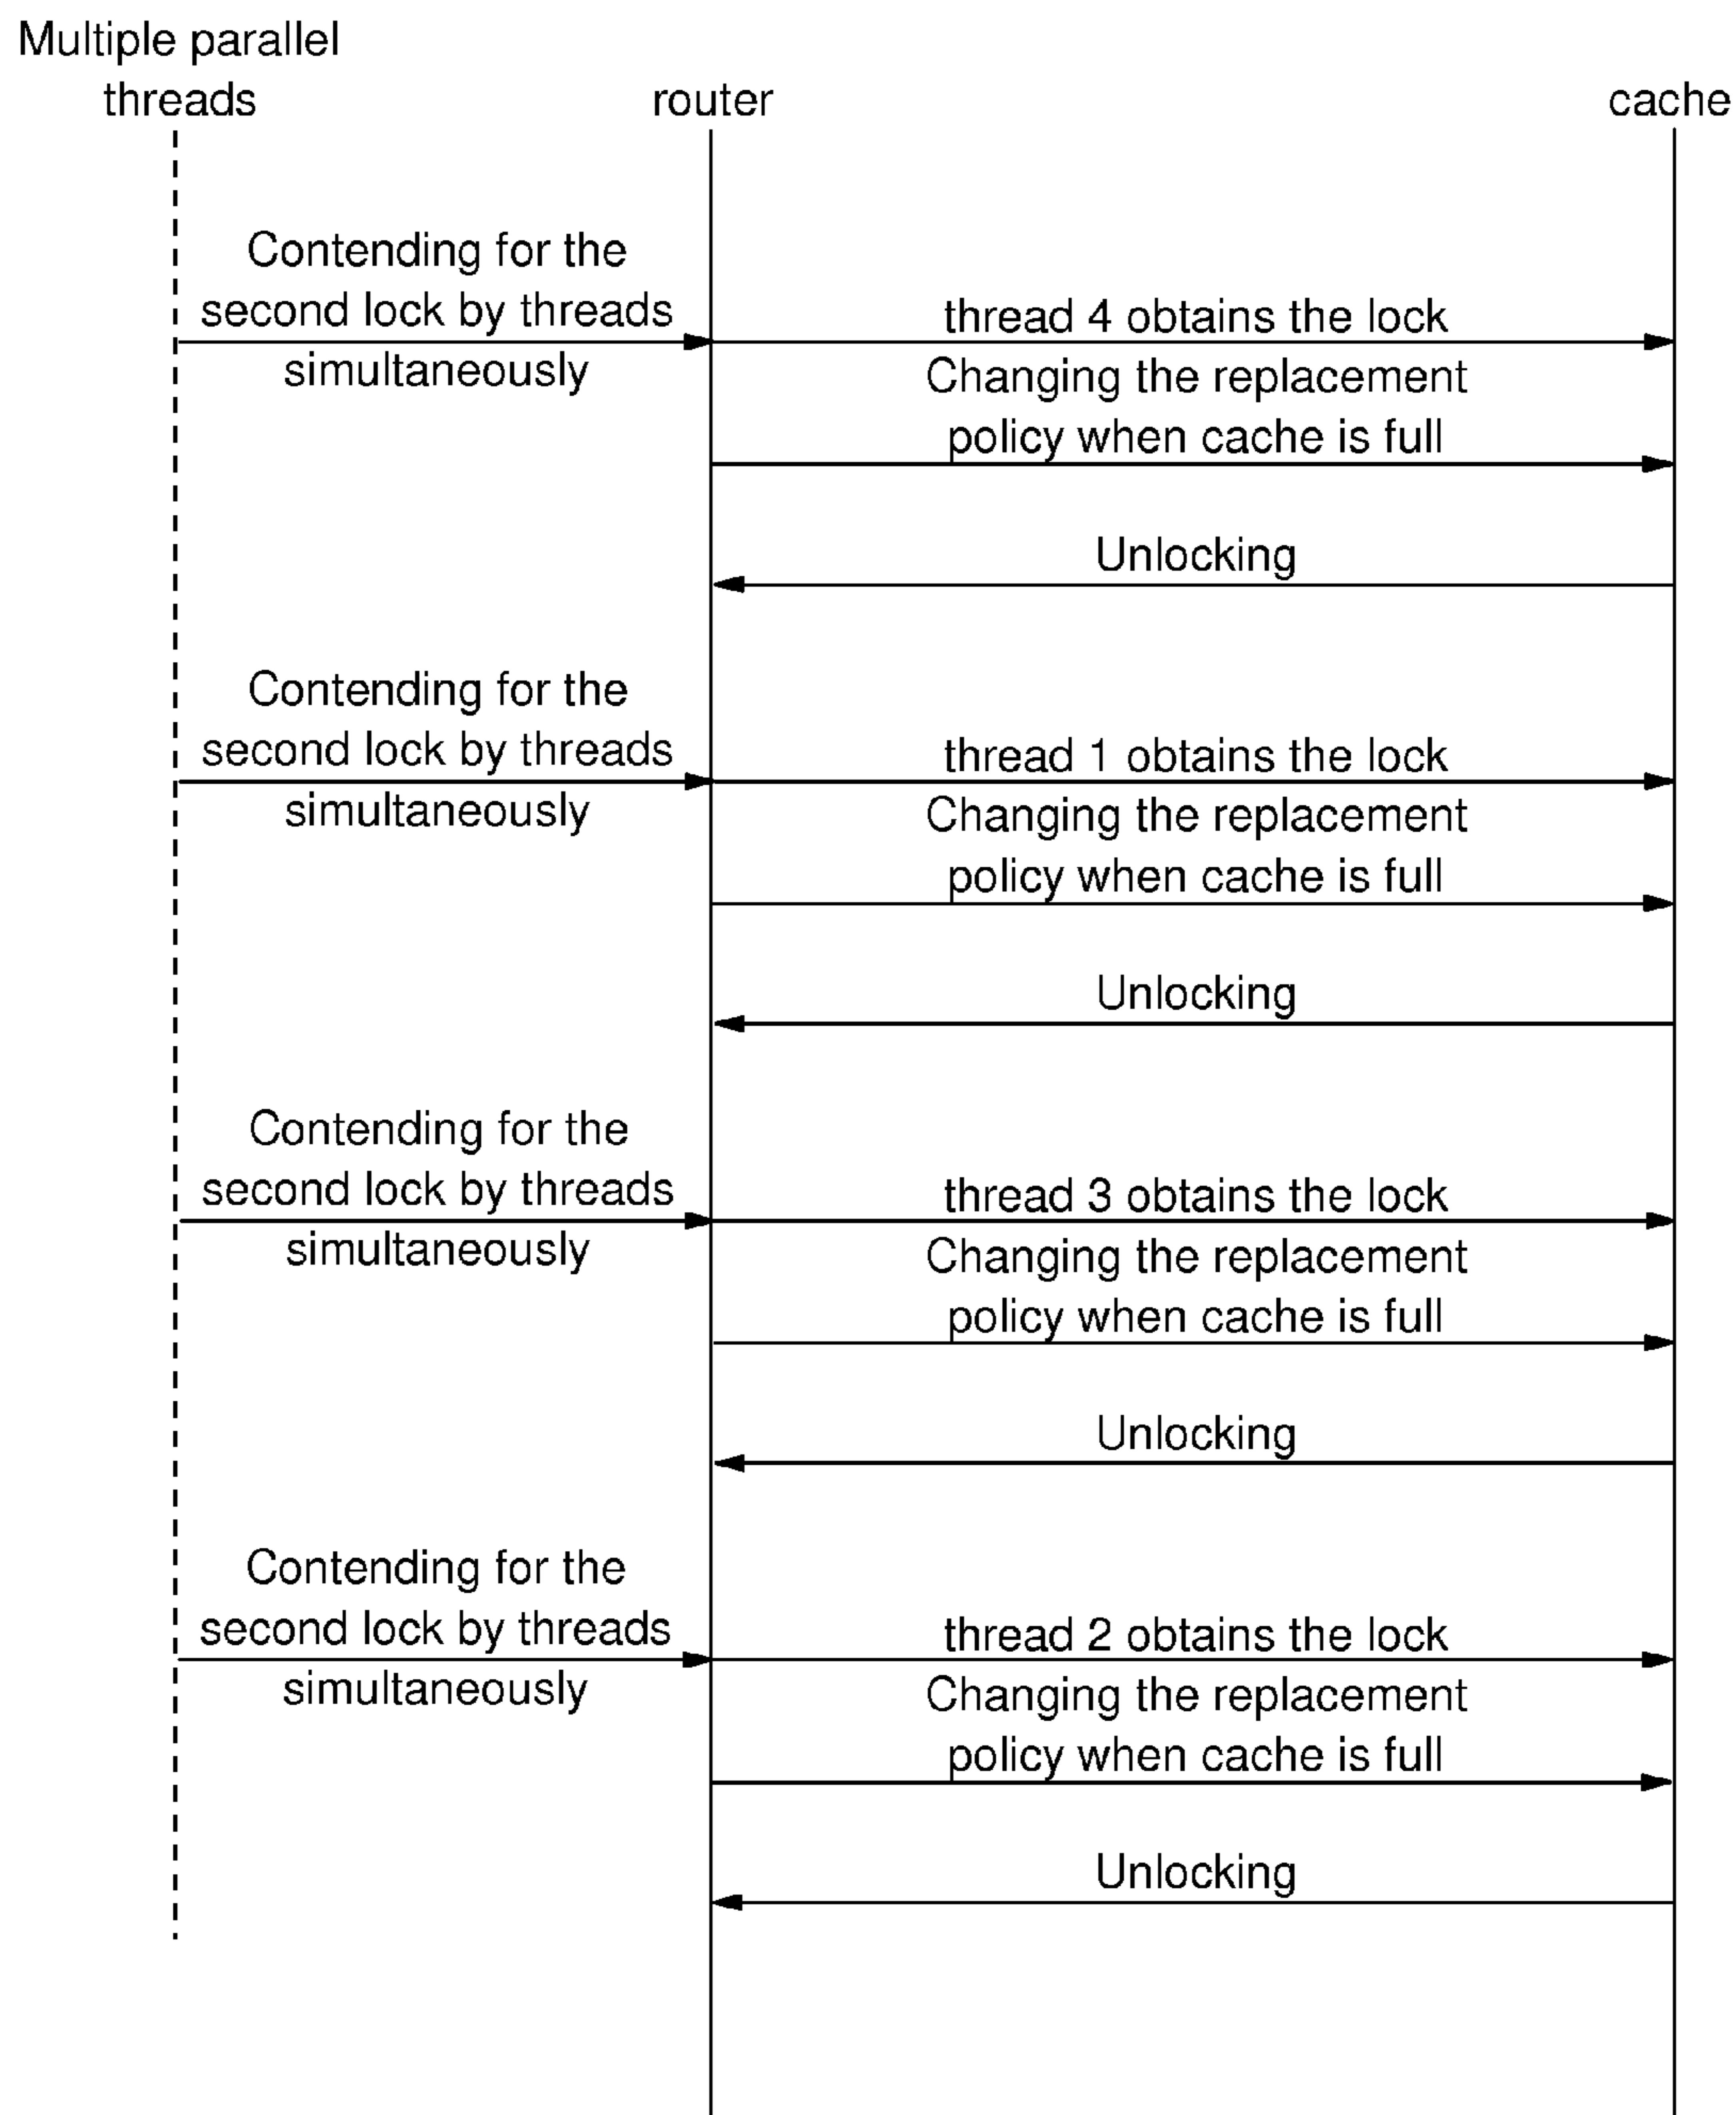 Multiple parallel
threads
router
cache
Contending for the
second lock by threads
simultaneously
thread 4 obtains the lock
Changing the replacement
policy when cache is full
Unlocking
Contending for the
second lock by threads
simultaneously
thread 1 obtains the lock
Changing the replacement
policy when cache is full
Unlocking
Contending for the
second lock by threads
simultaneously
thread 3 obtains the lock
Changing the replacement
policy when cache is full
Unlocking
Contending for the
second lock by threads
simultaneously
thread 2 obtains the lock
Changing the replacement
policy when cache is full
Unlocking